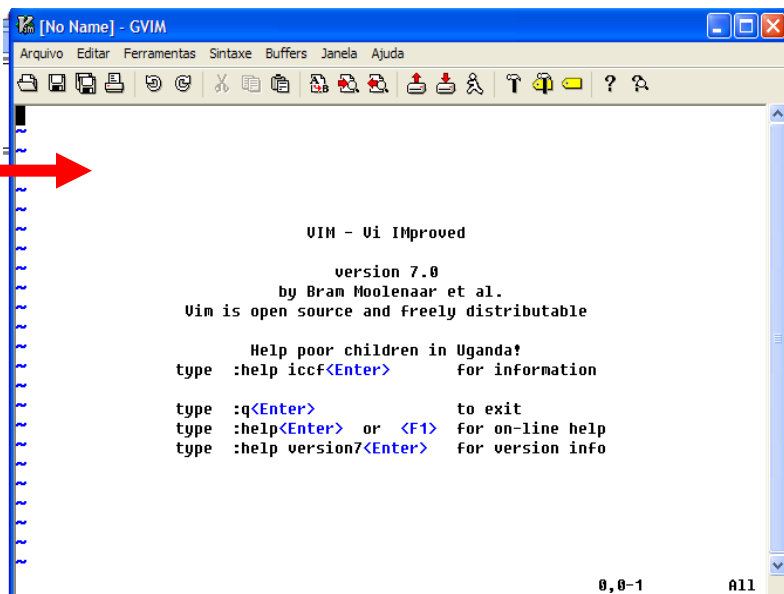 [No Name] - GVIM
Arquivo Editar Ferramentas Sintaxe Buffers Janela Ajuda
~
~
~
~
~
~
~
VIM - Vi IMproved
~
~
version 7.0
~
by Bram Moolenaar et al.
~
Vim is open source and freely distributable
~
~
Help poor children in Uganda!
~
type :help iccf<Enter> for information
~
~
type :q<Enter> to exit
~
type :help<Enter> or <F1> for on-line help
~
type :help version7<Enter> for version info
~
~
~
~
~
~
0,0-1 All